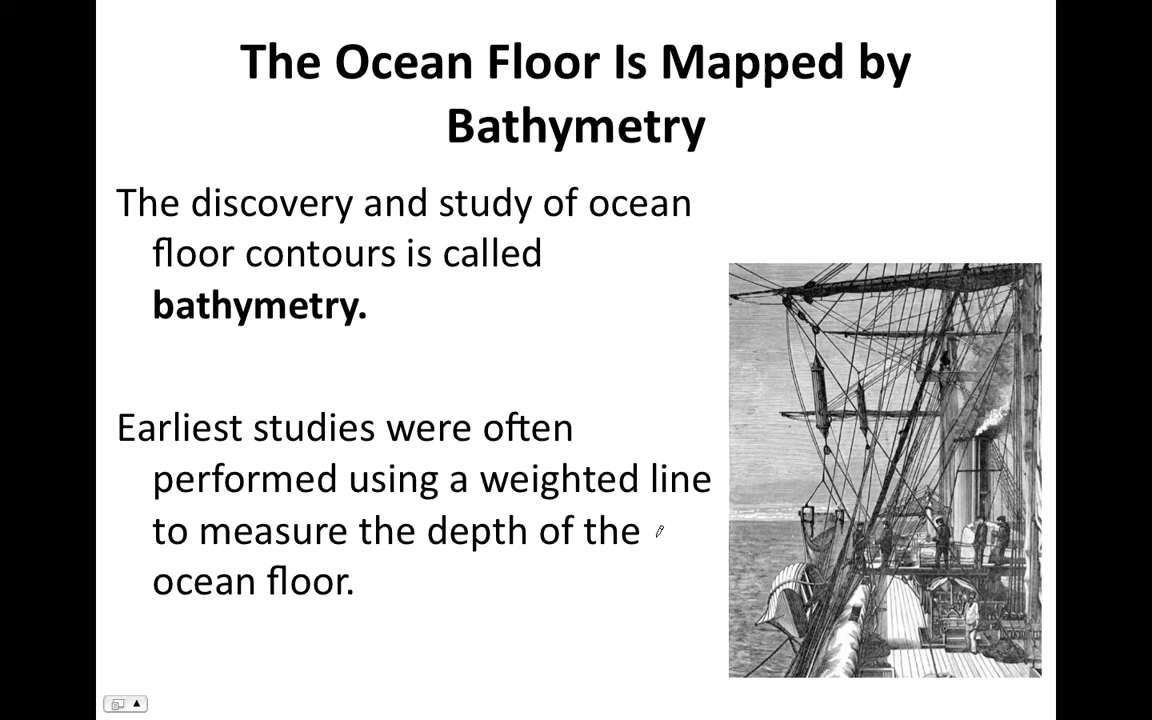 The Ocean Floor Is Mapped by
Bathymetry
The discovery and study of ocean
floor contours is called
bathymetry.
Earliest studies were often
performed using a weighted line
to measure the depth of the
ocean floor.